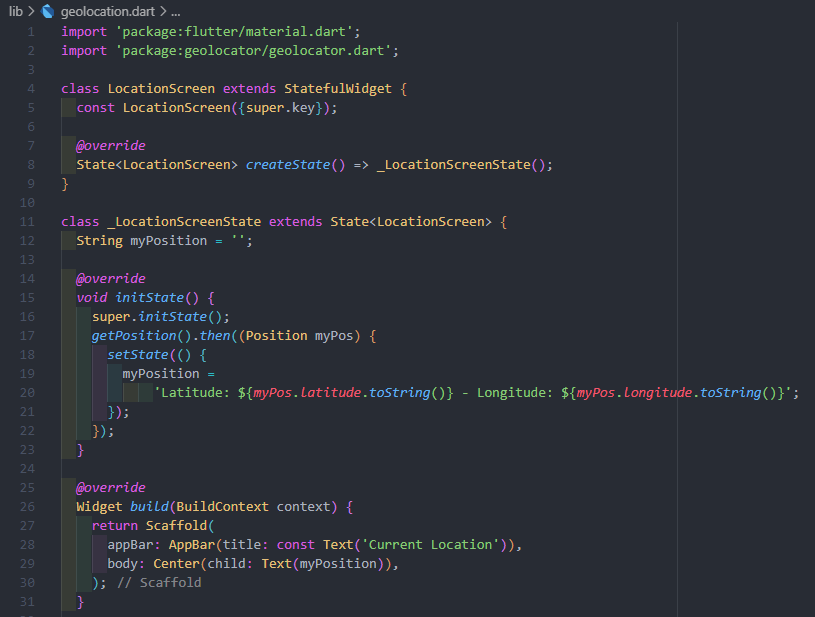 lib > geolocation.dart > ...
1 import 'package:flutter/material.dart';
2 import 'package:geolocator/geolocator.dart';
3
4 class LocationScreen extends StatefulWidget {
5   const LocationScreen({super.key});
6
7   @override
8   State<LocationScreen> createState() => _LocationScreenState();
9 }
10
11 class _LocationScreenState extends State<LocationScreen> {
12   String myPosition = '';
13
14   @override
15   void initState() {
16     super.initState();
17     getPosition().then((Position myPos) {
18       setState(() {
19         myPosition =
20             'Latitude: ${myPos.latitude.toString()} - Longitude: ${myPos.longitude.toString()}';
21       });
22     });
23   }
24
25   @override
26   Widget build(BuildContext context) {
27     return Scaffold(
28       appBar: AppBar(title: const Text('Current Location')),
29       body: Center(child: Text(myPosition)),
30     ); // Scaffold
31   }